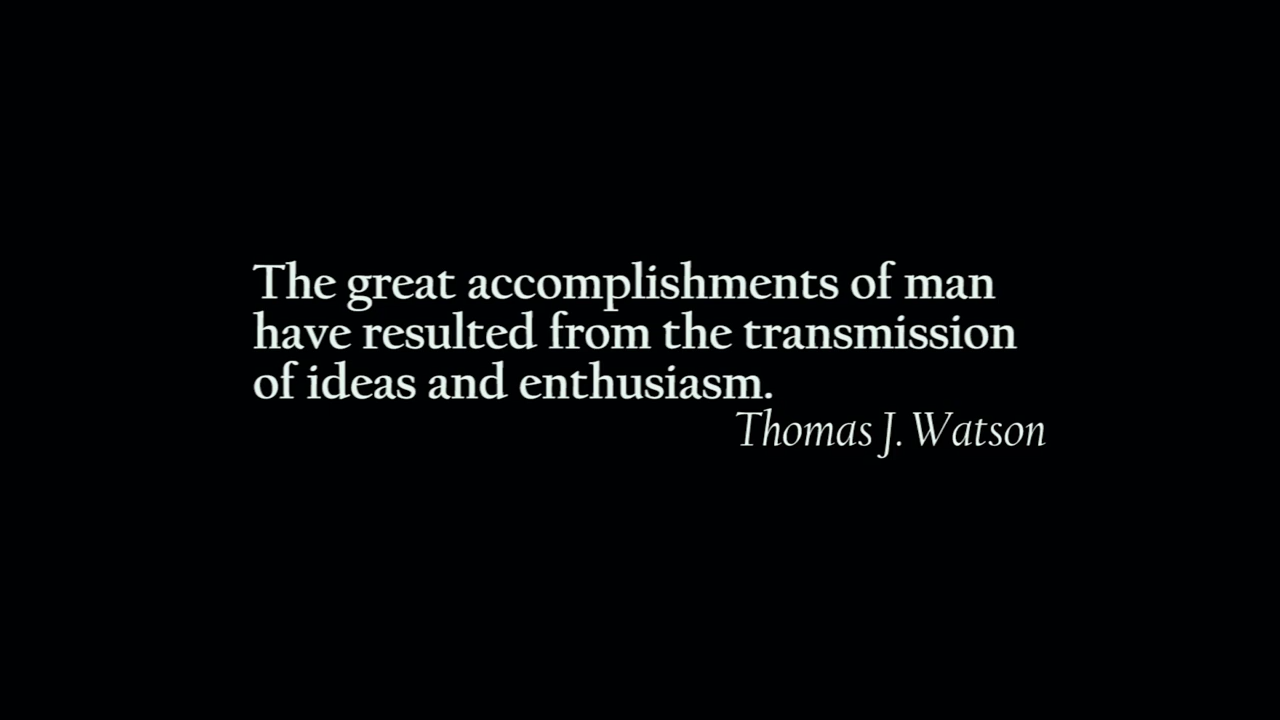 The great accomplishments of man
have resulted from the transmission
of ideas and enthusiasm.
Thomas J. Watson